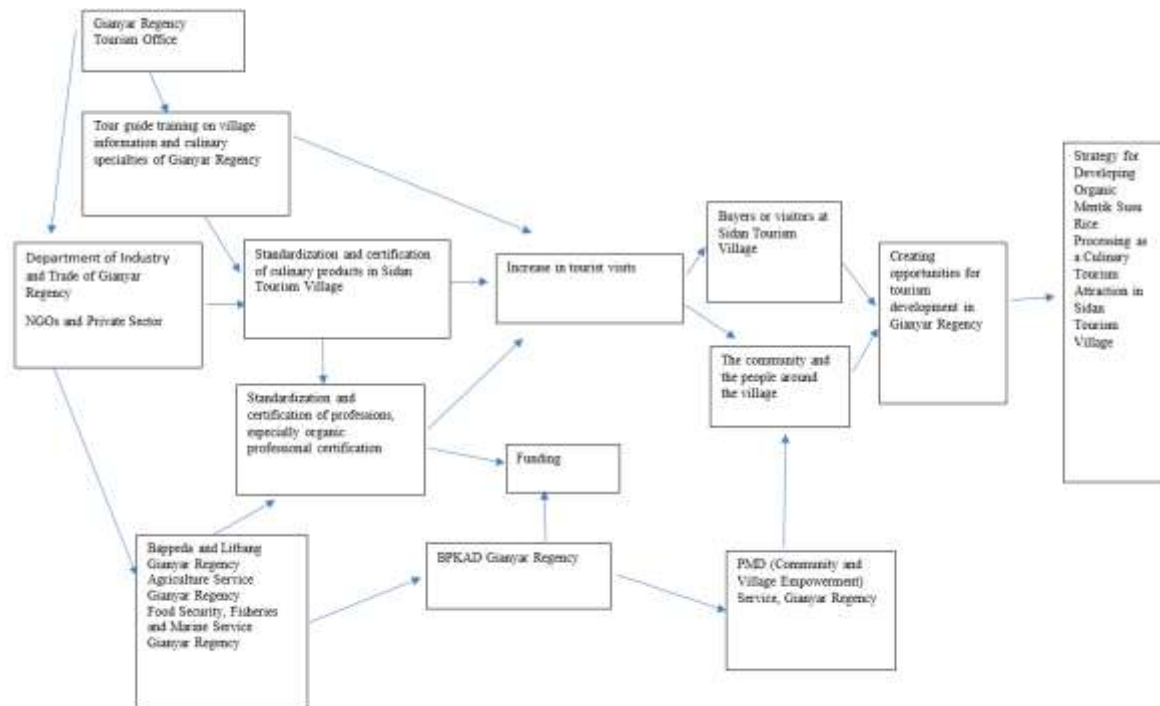 Gianyar Regency
Tourism Office
Tour guide training on village
information and culinary
specialties of Gianyar Regency
Department of Industry
and Trade of Gianyar
Regency
NGOs and Private Sector
Standardization and certification
of culinary products in Sidan
Tourism Village
Standardization and
certification of professions,
especially organic
professional certification
Increase in tourist visits
Buyers or visitors at
Sidan Tourism
Village
The community and
the people around
the village
Creating
opportunities for
tourism
development in
Gianyar Regency
Strategy for
Developing
Organic
Mentik Susu
Rice
Processing as
a Culinary
Tourism
Attraction in
Sidan
Tourism
Village
Funding
Bappeda and Litbang
Gianyar Regency
Agriculture Service
Gianyar Regency
Food Security, Fisheries
and Marine Service
Gianyar Regency
BPKAD Gianyar Regency
PMD (Community and
Village Empowerment)
Service, Gianyar Regency